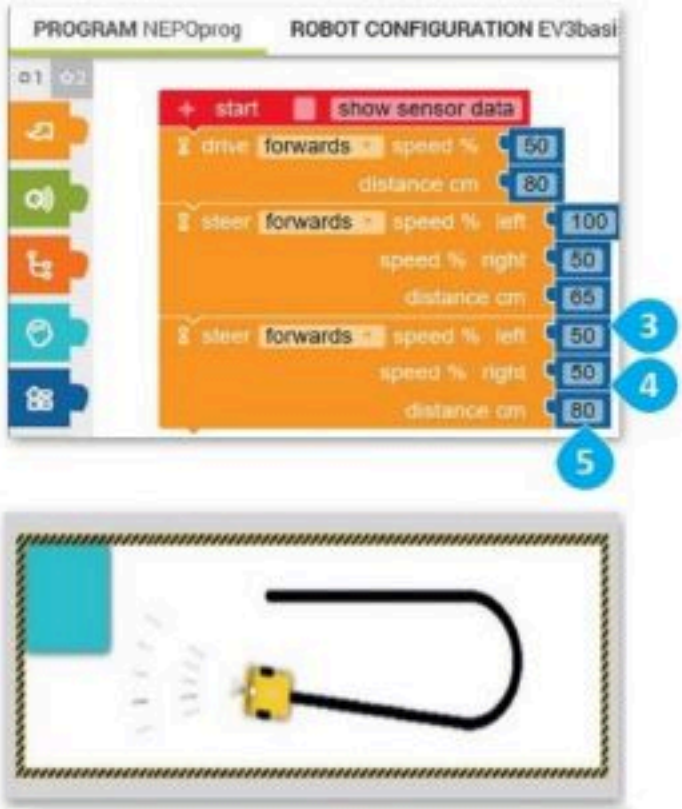 PROGRAM NEPOprog ROBOT CONFIGURATION EV3basi
1 2
+ start show sensor data
drive forwards speed % 50
distance cm 80
steer forwards speed % left 100
speed % right 50
distance cm 65
steer forwards speed % left 50
3
speed % right 50
4
distance cm 80
5